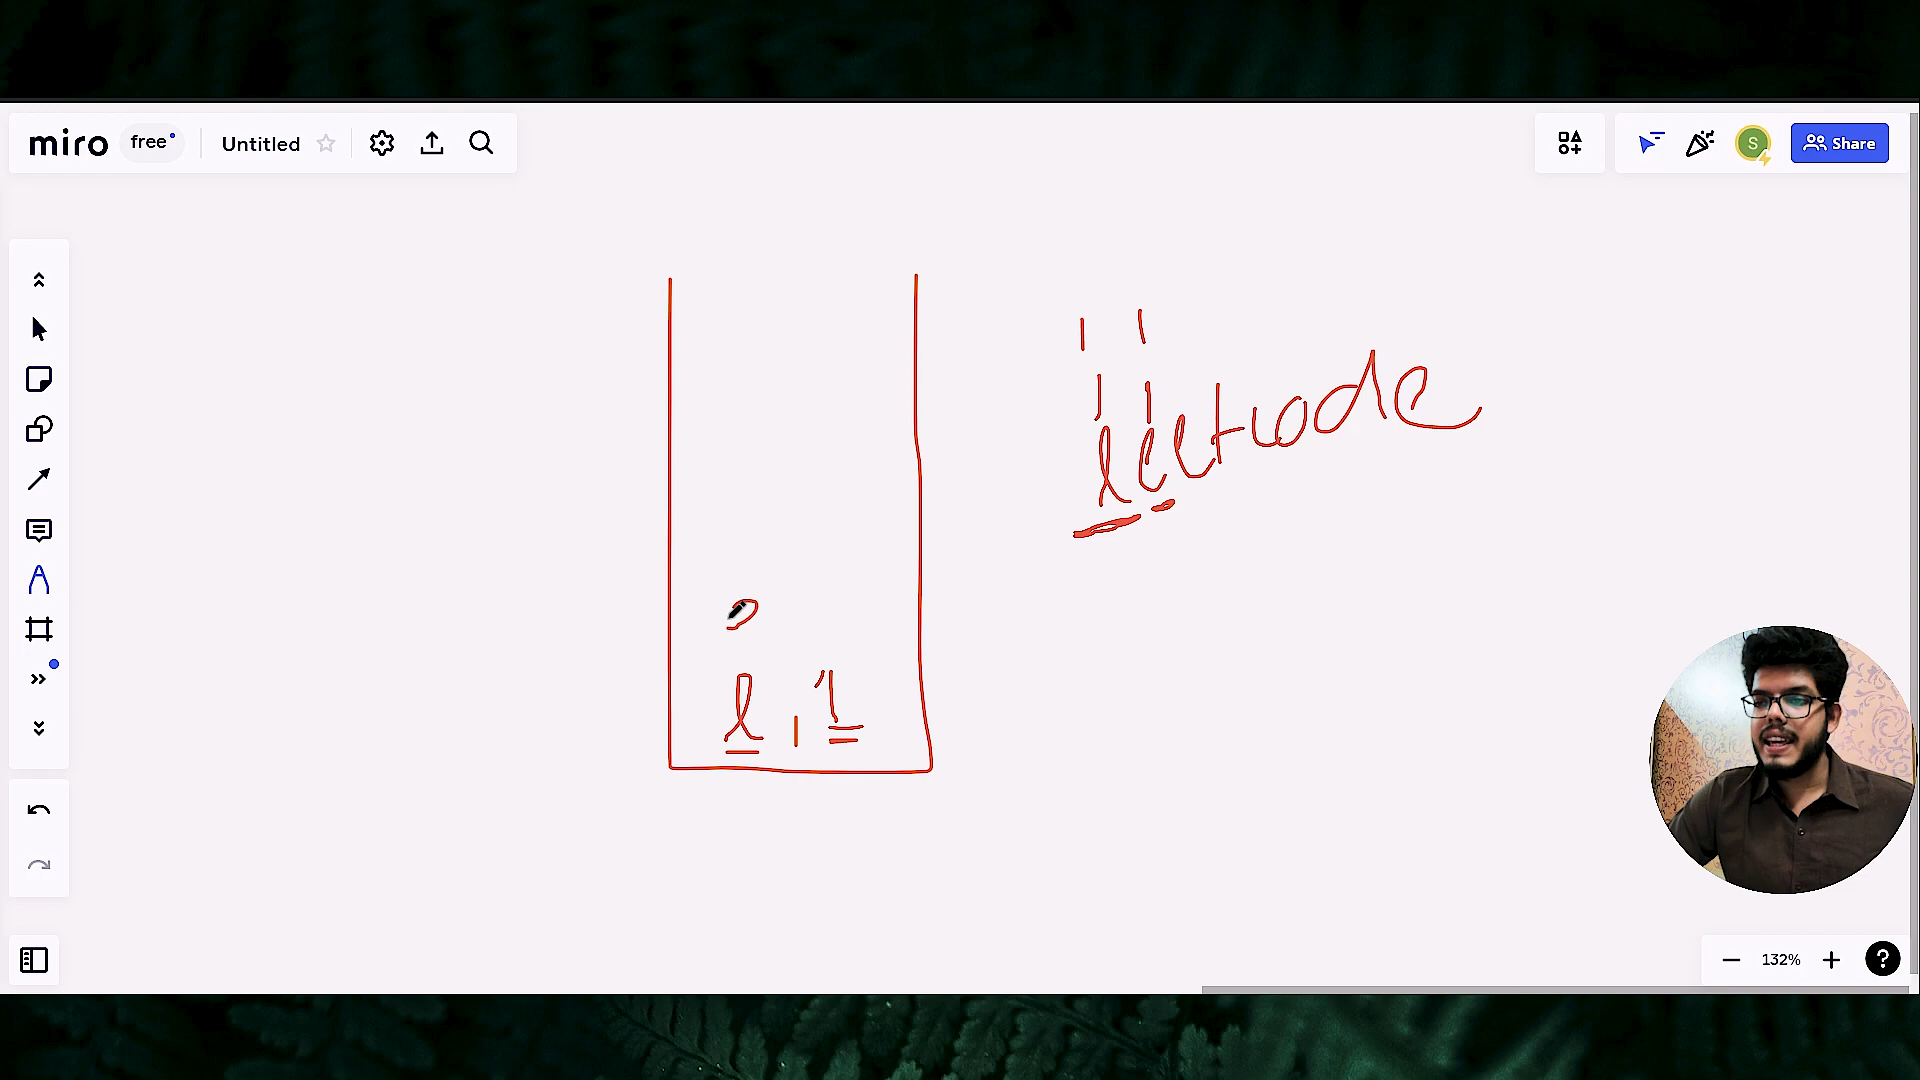 miro free Untitled
S Share
leetcode
l , 1
132%